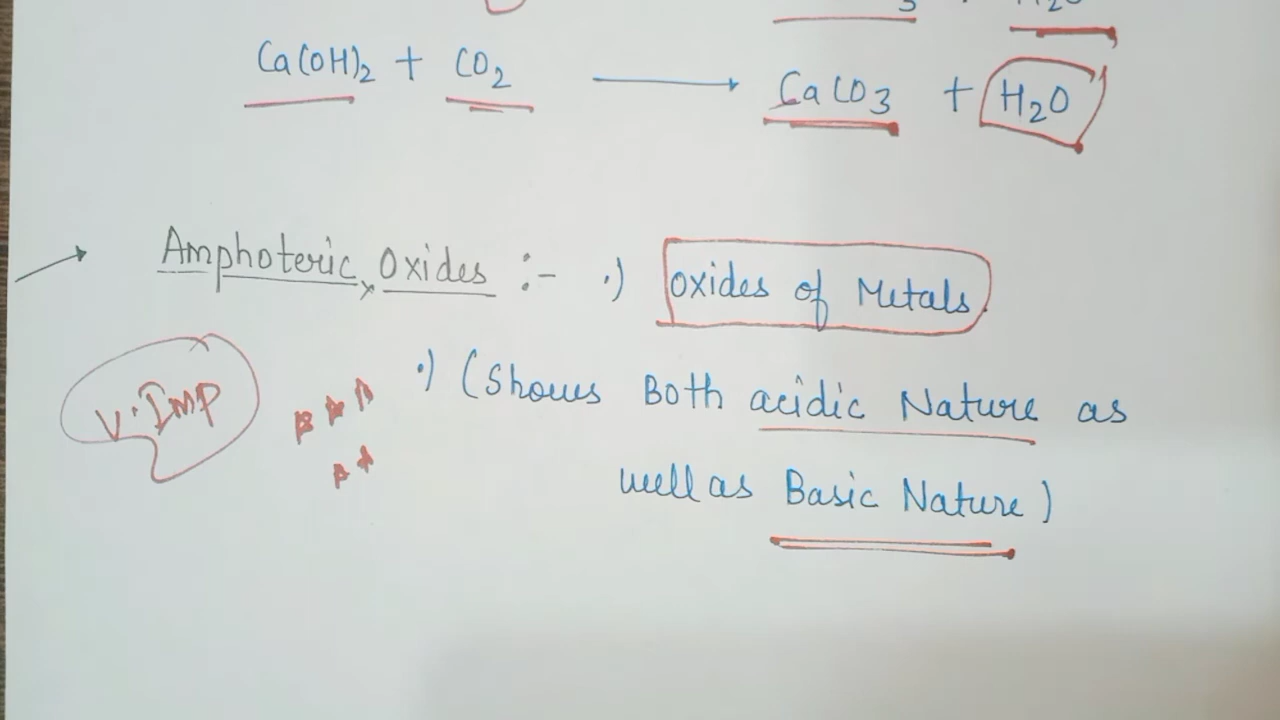 Ca(OH)2 + CO2 ⟶ CaCO3 + H2O
Amphoteric Oxides :- •) Oxides of Metals.
V.Imp
•) (Shows Both acidic Nature as
well as Basic Nature)